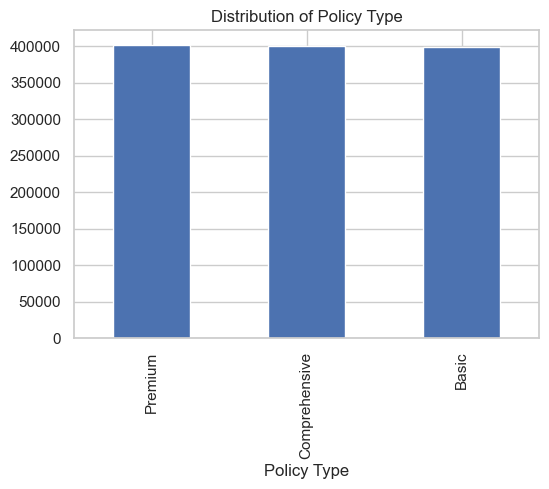 Distribution of Policy Type
400000
350000
300000
250000
200000
150000
100000
50000
0
Premium
Comprehensive
Basic
Policy Type